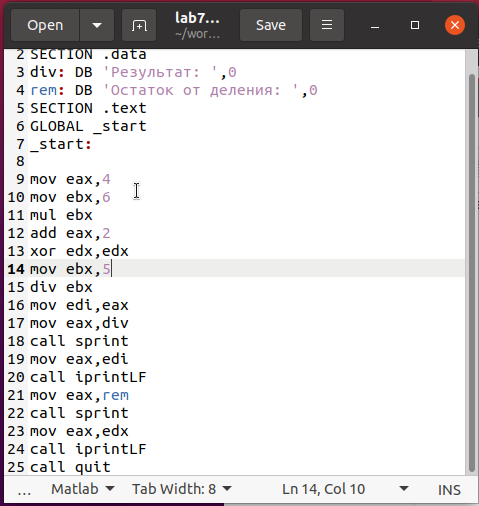 Open
lab7...
~/wor...
Save
2 SECTION .data
3 div: DB 'Результат: ',0
4 rem: DB 'Остаток от деления: ',0
5 SECTION .text
6 GLOBAL _start
7 _start:
8
9 mov eax,4
10 mov ebx,6
11 mul ebx
12 add eax,2
13 xor edx,edx
14 mov ebx,5
15 div ebx
16 mov edi,eax
17 mov eax,div
18 call sprint
19 mov eax,edi
20 call iprintLF
21 mov eax,rem
22 call sprint
23 mov eax,edx
24 call iprintLF
25 call quit
... Matlab Tab Width: 8 Ln 14, Col 10 INS